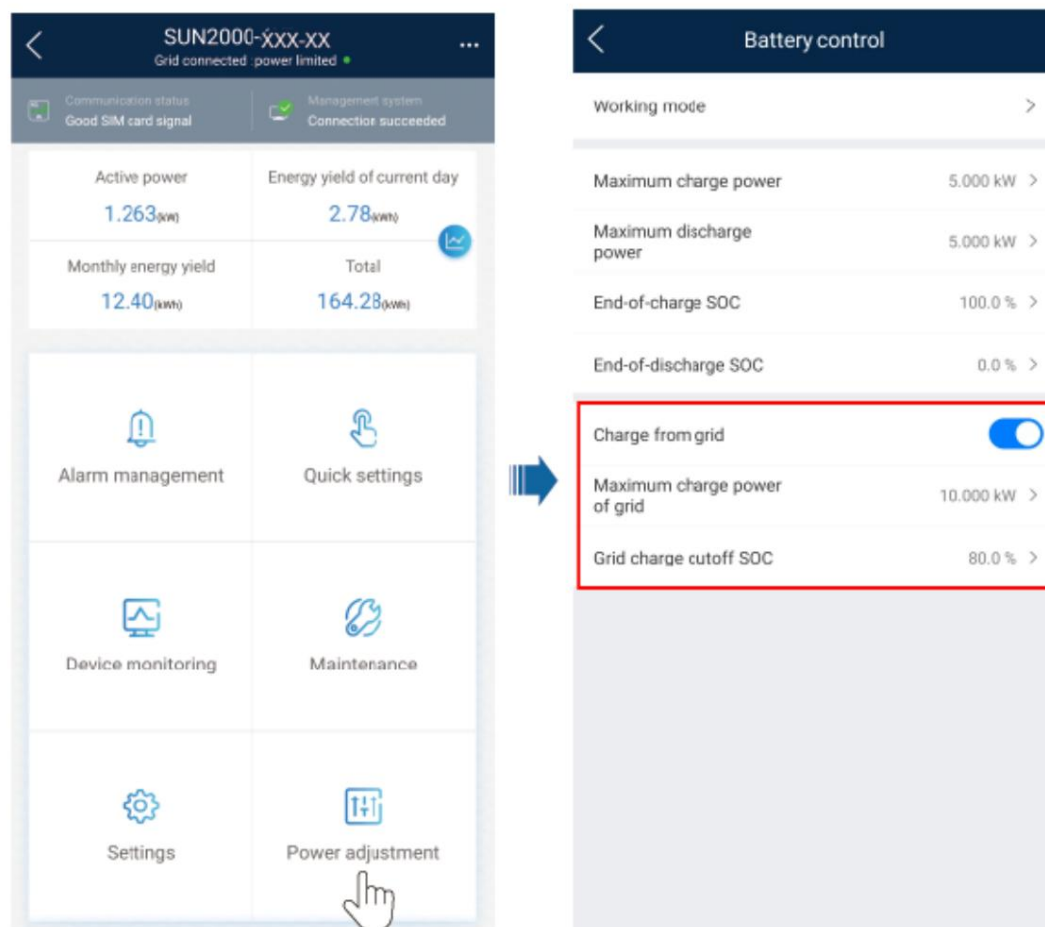 SUN2000-XXX-XX
Grid connected :power limited
Communication status
Good SIM card signal
Management system
Connection succeeded
Active power
1.263(kW)
Energy yield of current day
2.78(kWh)
Monthly energy yield
12.40(kWh)
Total
164.28(kWh)
Alarm management
Quick settings
Device monitoring
Maintenance
Settings
Power adjustment
Battery control
Working mode
Maximum charge power
5.000 kW
Maximum discharge
power
5.000 kW
End-of-charge SOC
100.0 %
End-of-discharge SOC
0.0 %
Charge from grid
Maximum charge power
of grid
10.000 kW
Grid charge cutoff SOC
80.0 %